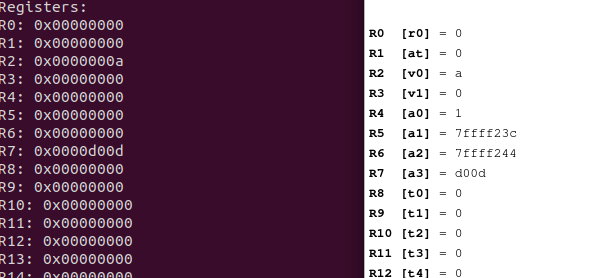 Registers:
R0: 0x00000000
R1: 0x00000000
R2: 0x0000000a
R3: 0x00000000
R4: 0x00000000
R5: 0x00000000
R6: 0x00000000
R7: 0x0000d00d
R8: 0x00000000
R9: 0x00000000
R10: 0x00000000
R11: 0x00000000
R12: 0x00000000
R13: 0x00000000
R14: 0x00000000
R0 [r0] = 0
R1 [at] = 0
R2 [v0] = a
R3 [v1] = 0
R4 [a0] = 1
R5 [a1] = 7ffff23c
R6 [a2] = 7ffff244
R7 [a3] = d00d
R8 [t0] = 0
R9 [t1] = 0
R10 [t2] = 0
R11 [t3] = 0
R12 [t4] = 0